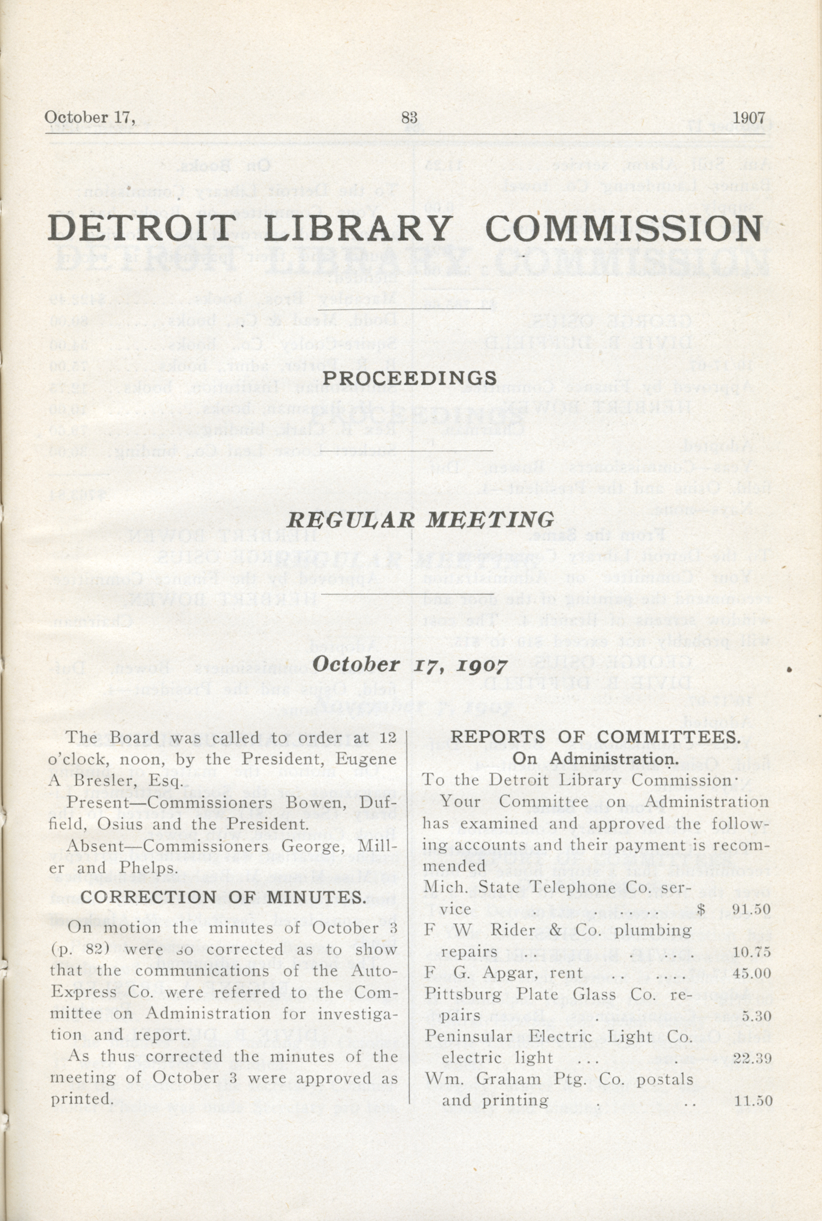 October 17, 83 1907
DETROIT LIBRARY COMMISSION
PROCEEDINGS
REGULAR MEETING
October 17, 1907
The Board was called to order at 12
o'clock, noon, by the President, Eugene
A Bresler, Esq.
Present—Commissioners Bowen, Duf-
field, Osius and the President.
Absent—Commissioners George, Mill-
er and Phelps.
CORRECTION OF MINUTES.
On motion the minutes of October 3
(p. 82) were so corrected as to show
that the communications of the Auto-
Express Co. were referred to the Com-
mittee on Administration for investiga-
tion and report.
As thus corrected the minutes of the
meeting of October 3 were approved as
printed.
REPORTS OF COMMITTEES.
On Administration.
To the Detroit Library Commission·
Your Committee on Administration
has examined and approved the follow-
ing accounts and their payment is recom-
mended
Mich. State Telephone Co. ser-
vice . . .. .. $ 91.50
F W Rider & Co. plumbing
repairs .. . .. . 10.75
F G. Apgar, rent .. .... 45.00
Pittsburg Plate Glass Co. re-
pairs . 5.30
Peninsular Electric Light Co.
electric light ... . 22.39
Wm. Graham Ptg. Co. postals
and printing . .. 11.50